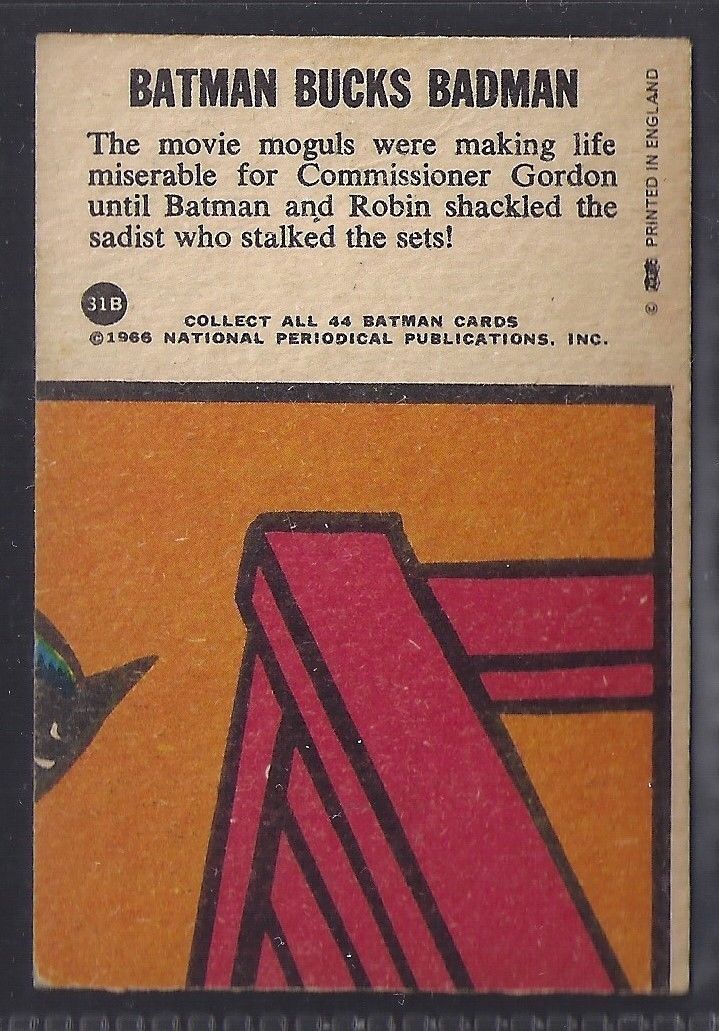 BATMAN BUCKS BADMAN
The movie moguls were making life
miserable for Commissioner Gordon
until Batman and Robin shackled the
sadist who stalked the sets!
31B
COLLECT ALL 44 BATMAN CARDS
©1966 NATIONAL PERIODICAL PUBLICATIONS, INC.
© PRINTED IN ENGLAND